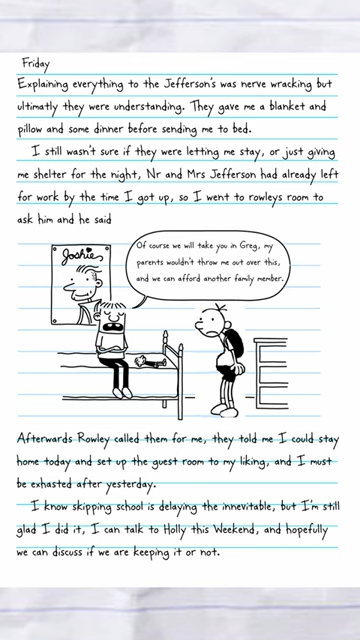 Friday
Explaining everything to the Jefferson's was nerve wracking but
ultimatly they were understanding. They gave me a blanket and
pillow and some dinner before sending me to bed.
I still wasn't sure if they were letting me stay, or just giving
me shelter for the night, Nr and Mrs Jefferson had already left
for work by the time I got up, so I went to rowleys room to
ask him and he said
Joshie
Of course we will take you in Greg, my
parents wouldn't throw me out over this,
and we can afford another family member.
Afterwards Rowley called them for me, they told me I could stay
home today and set up the guest room to my liking, and I must
be exhasted after yesterday.
I know skipping school is delaying the innevitable, but I'm still
glad I did it, I can talk to Holly this Weekend, and hopefully
we can discuss if we are keeping it or not.